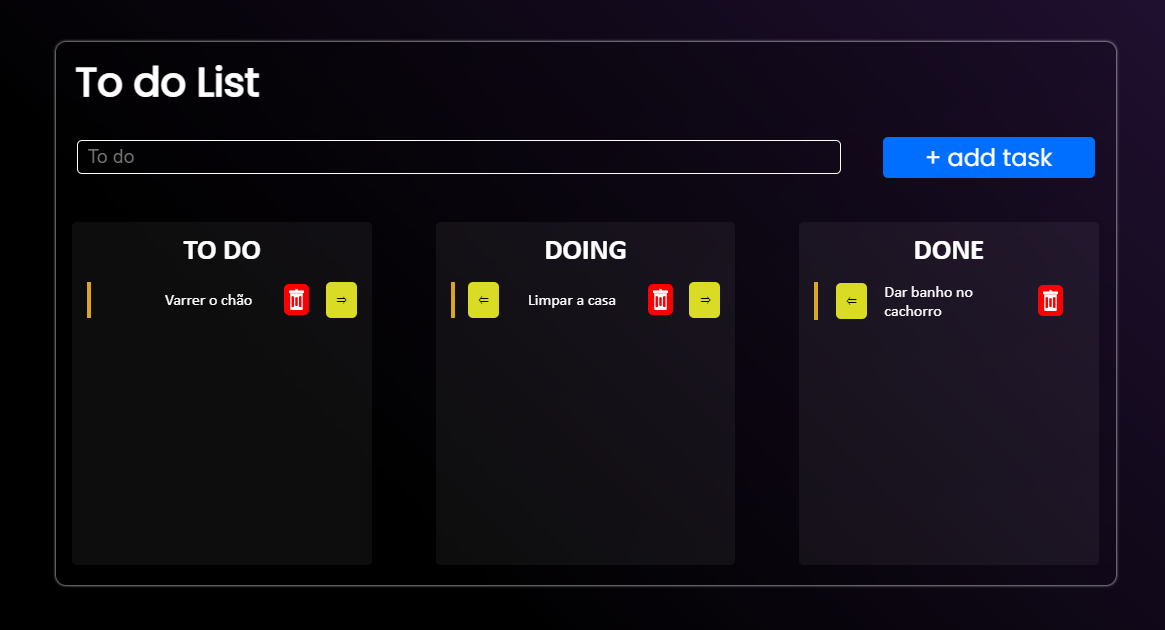 To do List
To do
+ add task
TO DO
Varrer o chão
⇒
DOING
⇐
Limpar a casa
⇒
DONE
⇐
Dar banho no
cachorro